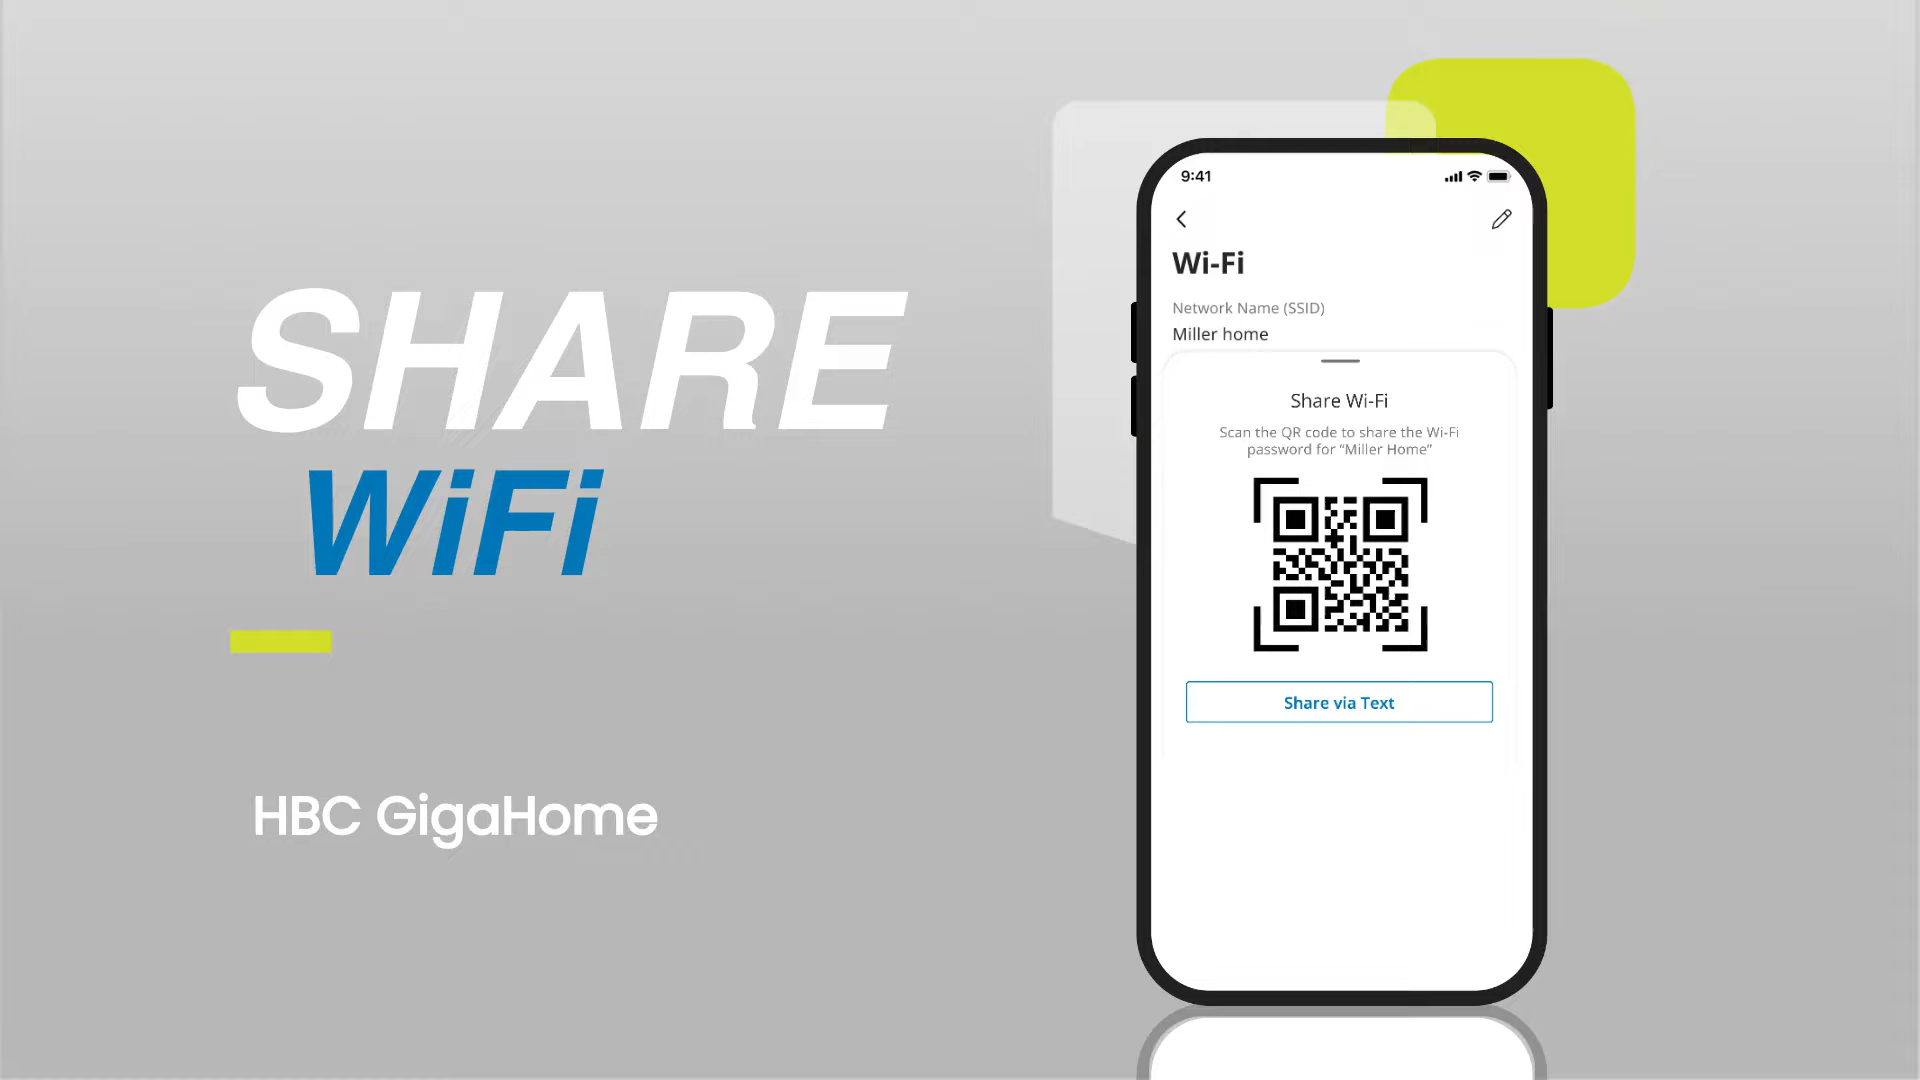 SHARE
WiFi
HBC GigaHome
9:41
Wi-Fi
Network Name (SSID)
Miller home
Share Wi-Fi
Scan the QR code to share the Wi-Fi
password for “Miller Home”
Share via Text